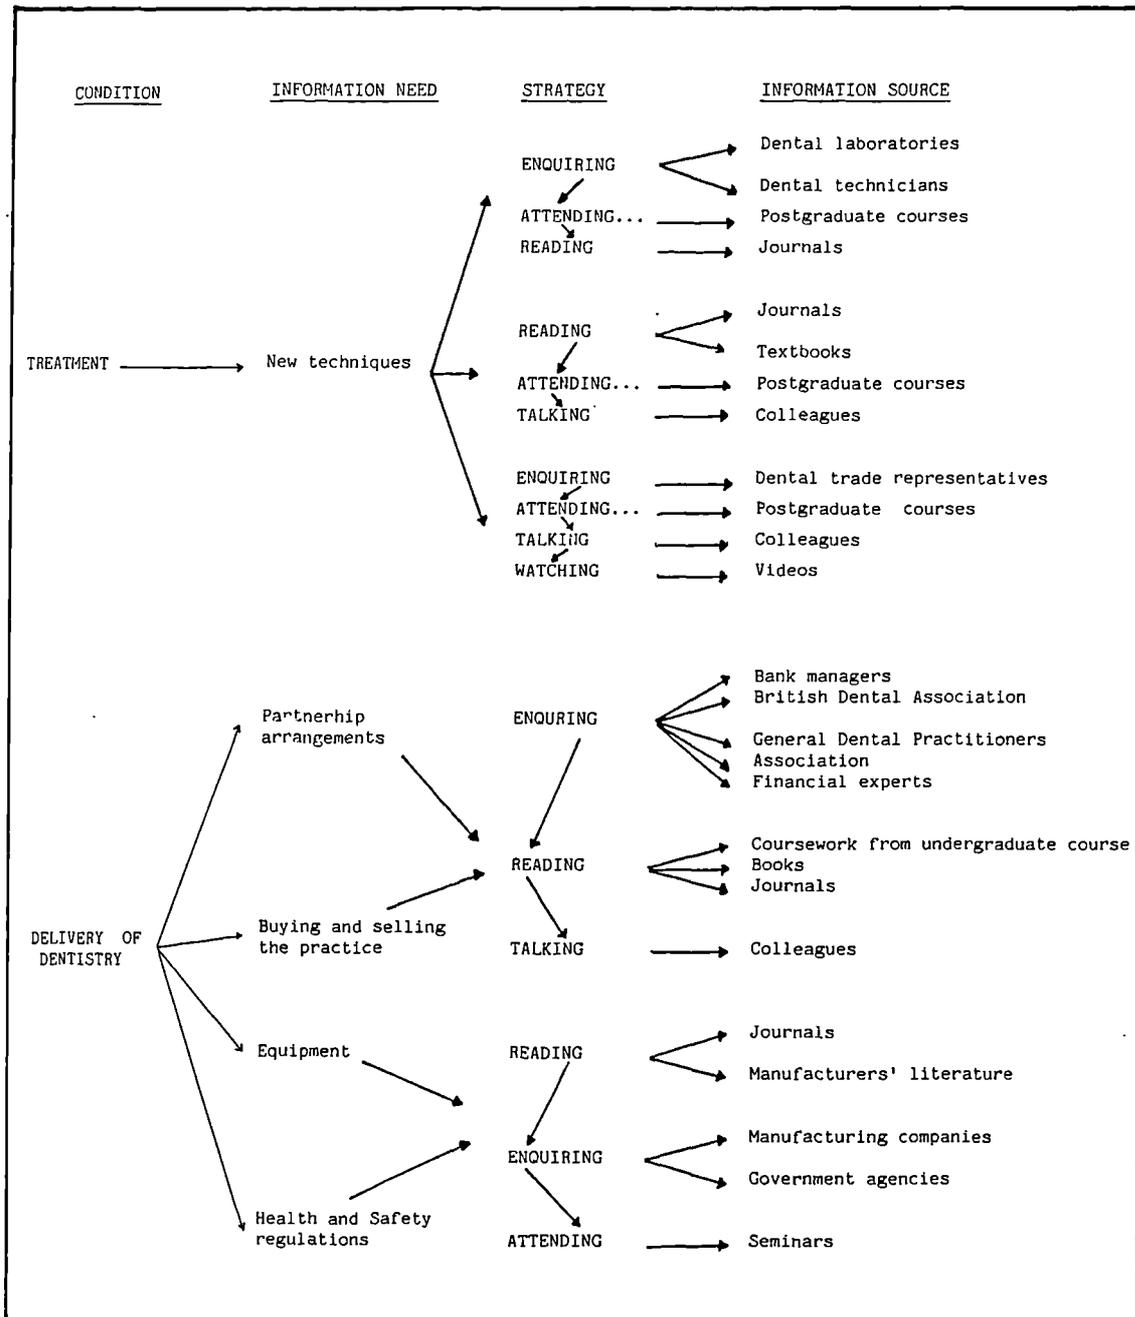 CONDITION INFORMATION NEED STRATEGY INFORMATION SOURCE
ENQUIRING Dental laboratories
Dental technicians
ATTENDING... Postgraduate courses
READING Journals
TREATMENT New techniques
READING Journals
Textbooks
ATTENDING... Postgraduate courses
TALKING Colleagues
ENQUIRING Dental trade representatives
ATTENDING... Postgraduate courses
TALKING Colleagues
WATCHING Videos
DELIVERY OF
DENTISTRY
Partnerhip
arrangements
ENQURING Bank managers
British Dental Association
General Dental Practitioners
Association
Financial experts
READING Coursework from undergraduate course
Books
Journals
Buying and selling
the practice
TALKING Colleagues
Equipment
READING Journals
Manufacturers' literature
ENQUIRING Manufacturing companies
Government agencies
Health and Safety
regulations
ATTENDING Seminars